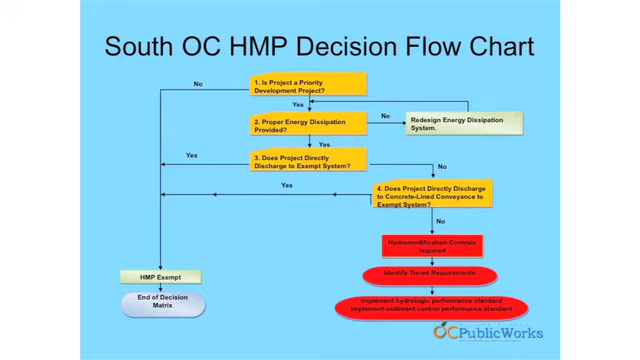 South OC HMP Decision Flow Chart
No
1. Is Project a Priority
Development Project?
Yes
No
2. Proper Energy Dissipation
Provided?
Redesign Energy Dissipation
System.
Yes
Yes
3. Does Project Directly
Discharge to Exempt System?
No
Yes
4. Does Project Directly Discharge
to Concrete-Lined Conveyance to
Exempt System?
No
Hydromodification Controls
required
Identify Tiered Requirements
HMP Exempt
End of Decision
Matrix
Implement hydrologic performance standard
Implement sediment control performance standard
OCPublicWorks